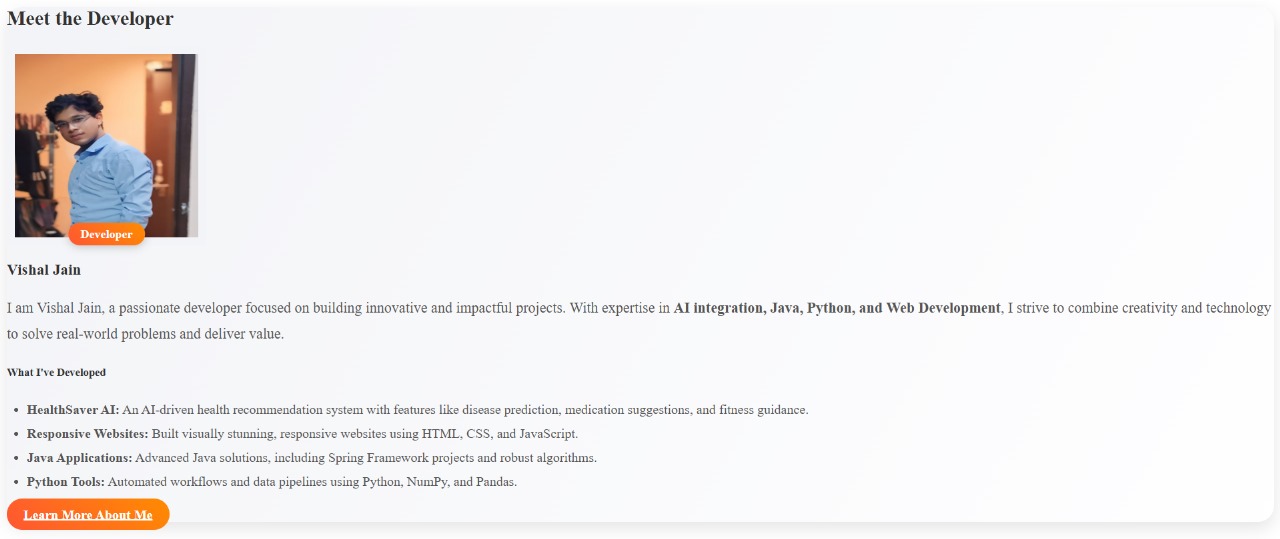 Meet the Developer
Developer
Vishal Jain
I am Vishal Jain, a passionate developer focused on building innovative and impactful projects. With expertise in AI integration, Java, Python, and Web Development, I strive to combine creativity and technology
to solve real-world problems and deliver value.
What I've Developed
• HealthSaver AI: An AI-driven health recommendation system with features like disease prediction, medication suggestions, and fitness guidance.
• Responsive Websites: Built visually stunning, responsive websites using HTML, CSS, and JavaScript.
• Java Applications: Advanced Java solutions, including Spring Framework projects and robust algorithms.
• Python Tools: Automated workflows and data pipelines using Python, NumPy, and Pandas.
Learn More About Me